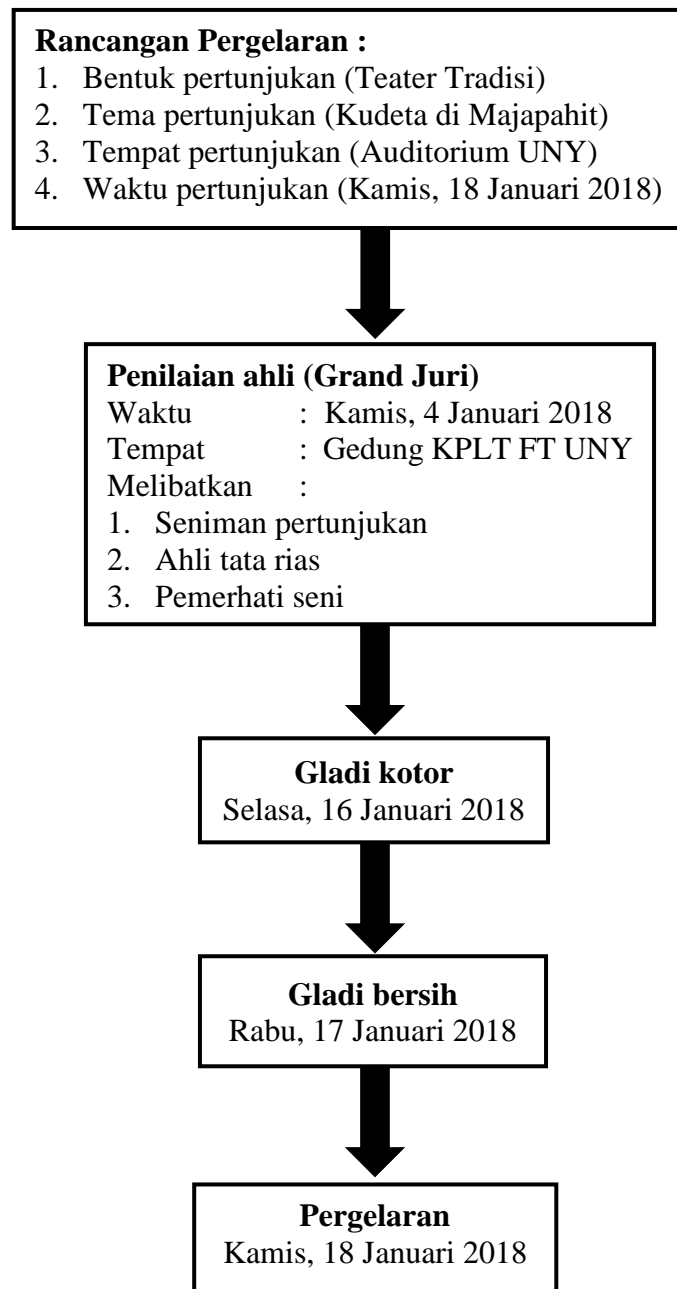 Rancangan Pergelaran :
1. Bentuk pertunjukan (Teater Tradisi)
2. Tema pertunjukan (Kudeta di Majapahit)
3. Tempat pertunjukan (Auditorium UNY)
4. Waktu pertunjukan (Kamis, 18 Januari 2018)
Penilaian ahli (Grand Juri)
Waktu : Kamis, 4 Januari 2018
Tempat : Gedung KPLT FT UNY
Melibatkan :
1. Seniman pertunjukan
2. Ahli tata rias
3. Pemerhati seni
Gladi kotor
Selasa, 16 Januari 2018
Gladi bersih
Rabu, 17 Januari 2018
Pergelaran
Kamis, 18 Januari 2018